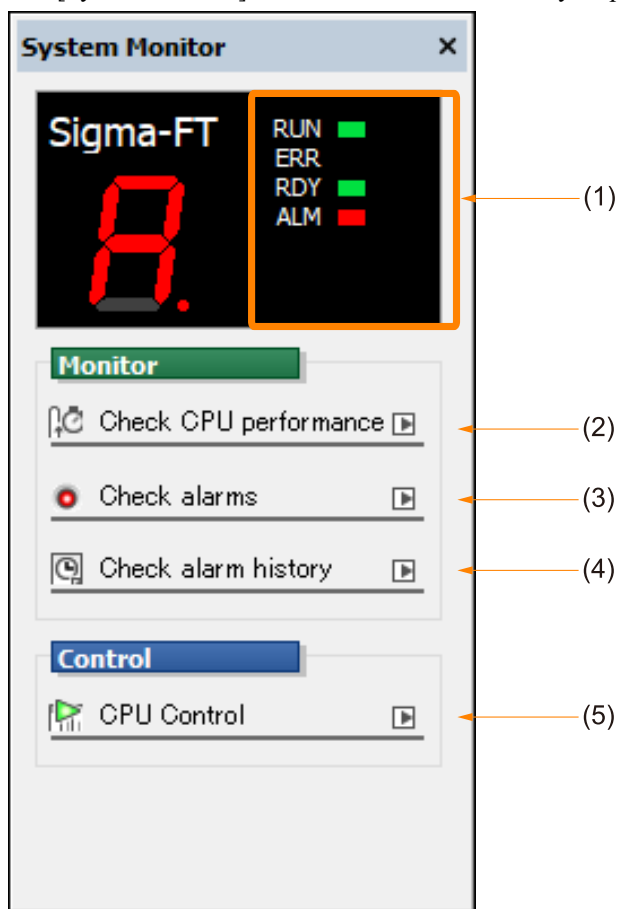 System Monitor ×
Sigma-FT
RUN
ERR
RDY
ALM
A.
(1)
Monitor
Check CPU performance
(2)
Check alarms
(3)
Check alarm history
(4)
Control
CPU Control
(5)